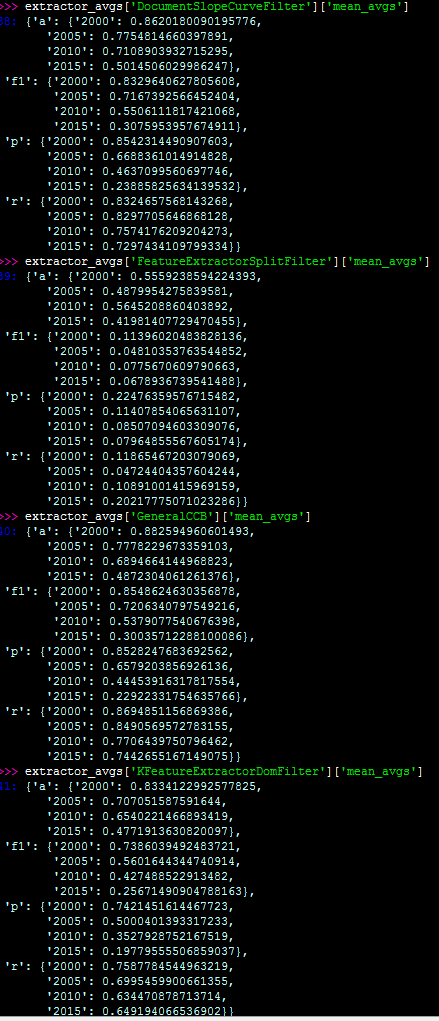 >>> extractor_avgs['DocumentSlopeCurveFilter']['mean_avgs']
38: {'a': {'2000': 0.8620180090195776,
'2005': 0.7754814660397891,
'2010': 0.7108903932715295,
'2015': 0.5014506029986247},
'f1': {'2000': 0.8329640627805608,
'2005': 0.7167392566452404,
'2010': 0.5506111817421068,
'2015': 0.3075953957674911},
'p': {'2000': 0.8542314490907603,
'2005': 0.6688361014914828,
'2010': 0.4637099560697746,
'2015': 0.23885825634139532},
'r': {'2000': 0.8324657568143268,
'2005': 0.8297705646868128,
'2010': 0.7574176209204273,
'2015': 0.7297434109799334}}
>>> extractor_avgs['FeatureExtractorSplitFilter']['mean_avgs']
39: {'a': {'2000': 0.5559238594224393,
'2005': 0.4879954275839581,
'2010': 0.5645208860403892,
'2015': 0.41981407729470455},
'f1': {'2000': 0.11396020483828136,
'2005': 0.04810353763544852,
'2010': 0.0775670609790663,
'2015': 0.0678936739541488},
'p': {'2000': 0.22476359576715482,
'2005': 0.11407854065631107,
'2010': 0.08507094603309076,
'2015': 0.07964855567605174},
'r': {'2000': 0.11865467203079069,
'2005': 0.04724404357604244,
'2010': 0.10891001415969159,
'2015': 0.20217775071023286}}
>>> extractor_avgs['GeneralCCB']['mean_avgs']
40: {'a': {'2000': 0.882594960601493,
'2005': 0.7778229673359103,
'2010': 0.6894664144968823,
'2015': 0.4872304061261376},
'f1': {'2000': 0.8548624630356878,
'2005': 0.7206340797549216,
'2010': 0.5379077540676398,
'2015': 0.30035712288100086},
'p': {'2000': 0.8528247683692562,
'2005': 0.6579203856926136,
'2010': 0.44453916317817554,
'2015': 0.22922331754635766},
'r': {'2000': 0.8694851156869386,
'2005': 0.8490569572783155,
'2010': 0.7706439750796462,
'2015': 0.7442655167149075}}
>>> extractor_avgs['KFeatureExtractorDomFilter']['mean_avgs']
41: {'a': {'2000': 0.8334122992577825,
'2005': 0.707051587591644,
'2010': 0.6540221466893419,
'2015': 0.4771913630820097},
'f1': {'2000': 0.7386039492483721,
'2005': 0.5601644344740914,
'2010': 0.427488522913482,
'2015': 0.25671490904788163},
'p': {'2000': 0.7421451614467723,
'2005': 0.5000401393317233,
'2010': 0.3527928752167519,
'2015': 0.19779555506859037},
'r': {'2000': 0.7587784544963219,
'2005': 0.6995459900661355,
'2010': 0.634470878713714,
'2015': 0.649194066536902}}